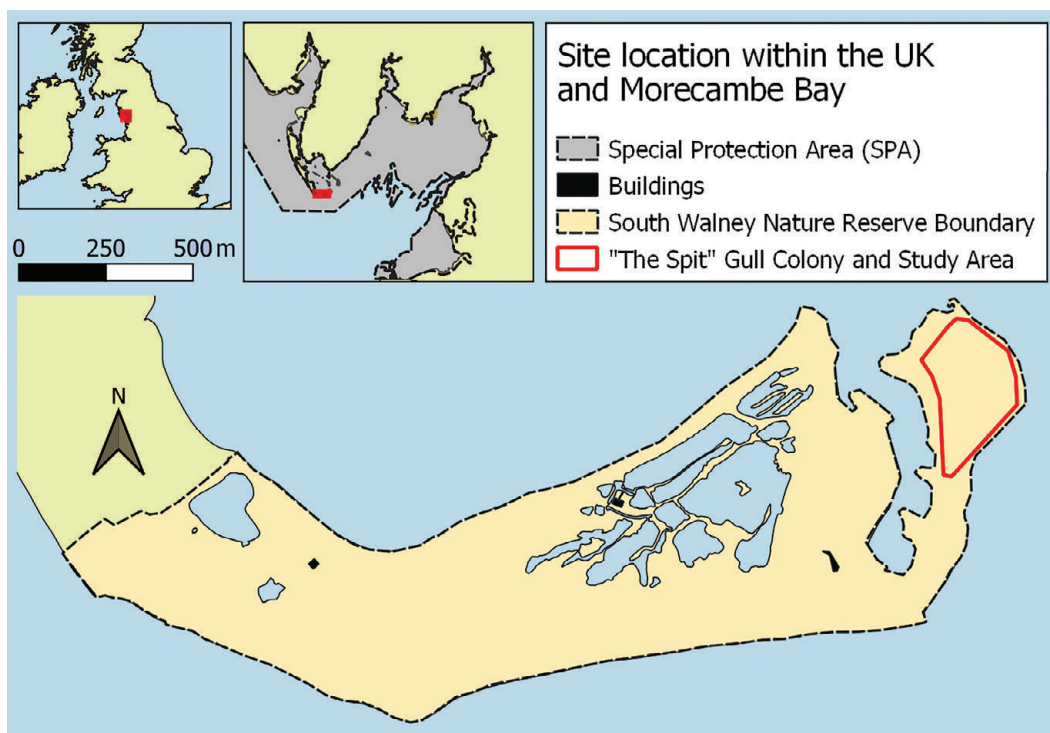 Site location within the UK
and Morecambe Bay
Special Protection Area (SPA)
Buildings
South Walney Nature Reserve Boundary
"The Spit" Gull Colony and Study Area
0 250 500 m
N